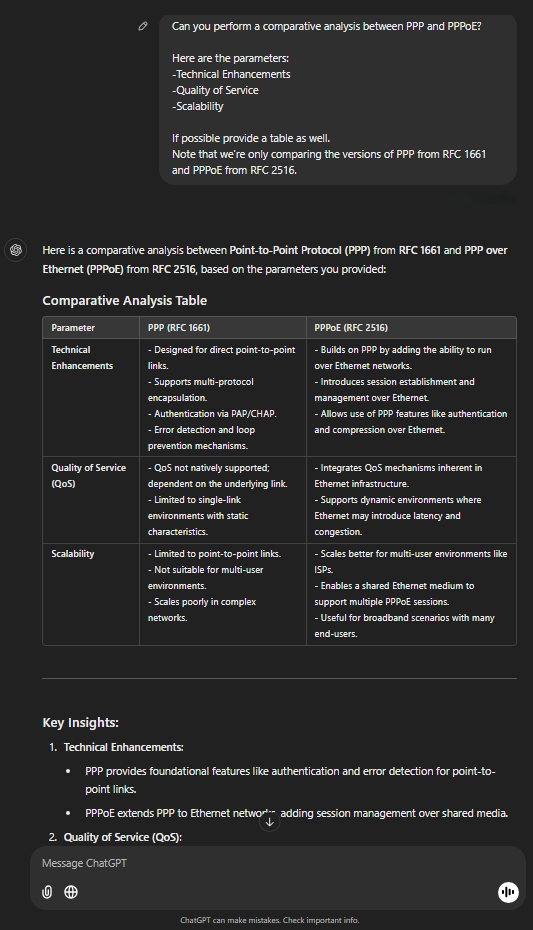 Can you perform a comparative analysis between PPP and PPPoE?
Here are the parameters:
-Technical Enhancements
-Quality of Service
-Scalability
If possible provide a table as well.
Note that we're only comparing the versions of PPP from RFC 1661
and PPPoE from RFC 2516.
Here is a comparative analysis between Point-to-Point Protocol (PPP) from RFC 1661 and PPP over
Ethernet (PPPoE) from RFC 2516, based on the parameters you provided:
Comparative Analysis Table
Parameter
PPP (RFC 1661)
PPPoE (RFC 2516)
Technical
Enhancements
- Designed for direct point-to-point
links.
- Supports multi-protocol
encapsulation.
- Authentication via PAP/CHAP.
- Error detection and loop
prevention mechanisms.
- Builds on PPP by adding the ability to run
over Ethernet networks.
- Introduces session establishment and
management over Ethernet.
- Allows use of PPP features like authentication
and compression over Ethernet.
Quality of Service
(QoS)
- QoS not natively supported;
dependent on the underlying link.
- Limited to single-link
environments with static
characteristics.
- Integrates QoS mechanisms inherent in
Ethernet infrastructure.
- Supports dynamic environments where
Ethernet may introduce latency and
congestion.
Scalability
- Limited to point-to-point links.
- Not suitable for multi-user
environments.
- Scales poorly in complex
networks.
- Scales better for multi-user environments like
ISPs.
- Enables a shared Ethernet medium to
support multiple PPPoE sessions.
- Useful for broadband scenarios with many
end-users.
Key Insights:
1. Technical Enhancements:
• PPP provides foundational features like authentication and error detection for point-to-
point links.
• PPPoE extends PPP to Ethernet networks, adding session management over shared media.
2. Quality of Service (QoS):
Message ChatGPT
ChatGPT can make mistakes. Check important info.